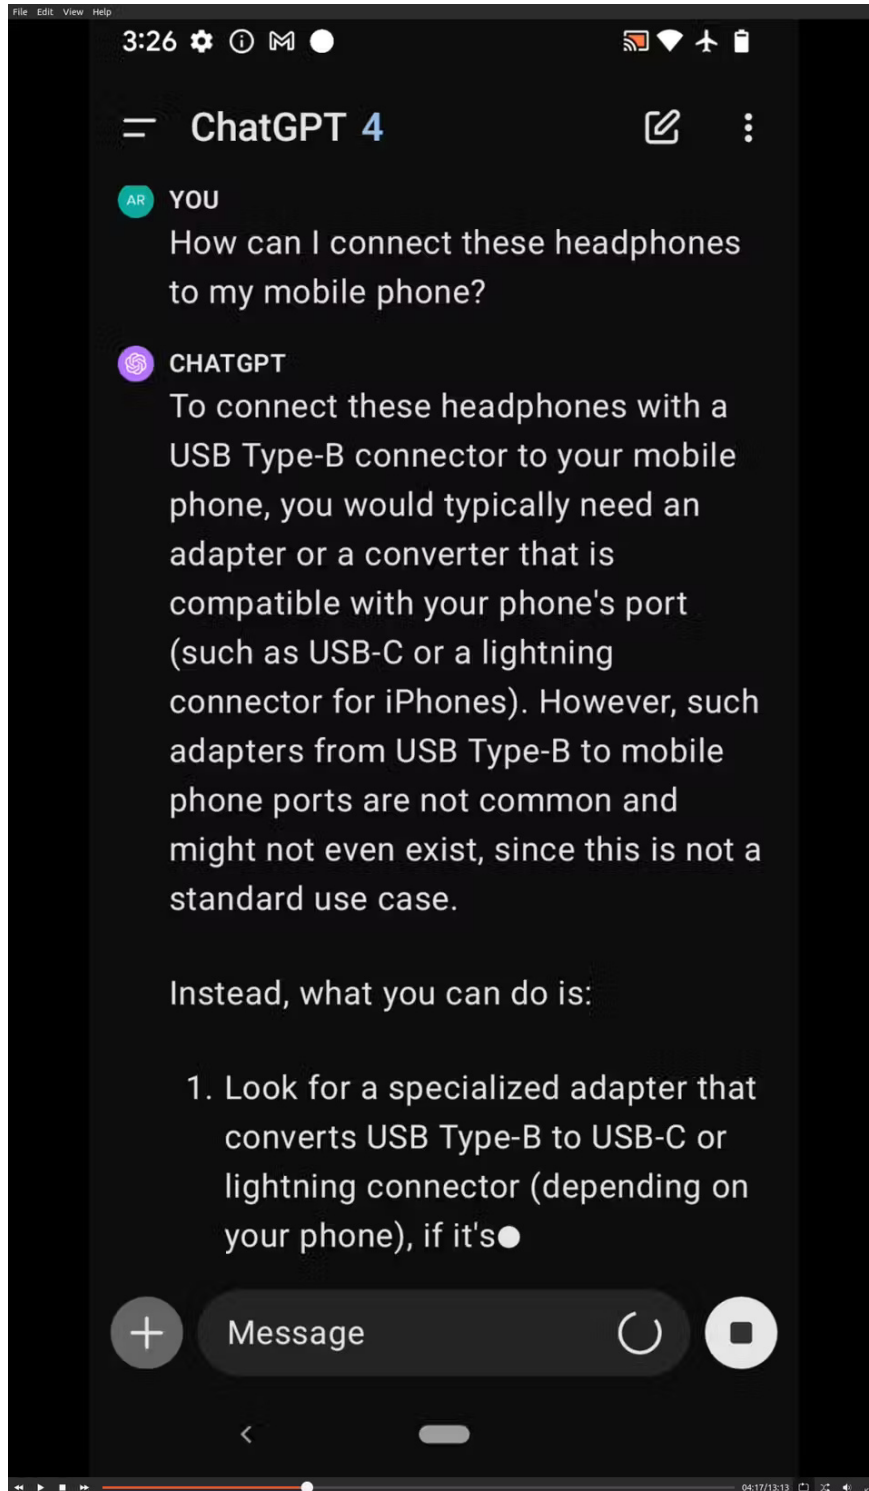 File Edit View Help
3:26
ChatGPT 4
AR YOU
How can I connect these headphones
to my mobile phone?
CHATGPT
To connect these headphones with a
USB Type-B connector to your mobile
phone, you would typically need an
adapter or a converter that is
compatible with your phone's port
(such as USB-C or a lightning
connector for iPhones). However, such
adapters from USB Type-B to mobile
phone ports are not common and
might not even exist, since this is not a
standard use case.
Instead, what you can do is:
1. Look for a specialized adapter that
converts USB Type-B to USB-C or
lightning connector (depending on
your phone), if it's
Message
04:17/13:13